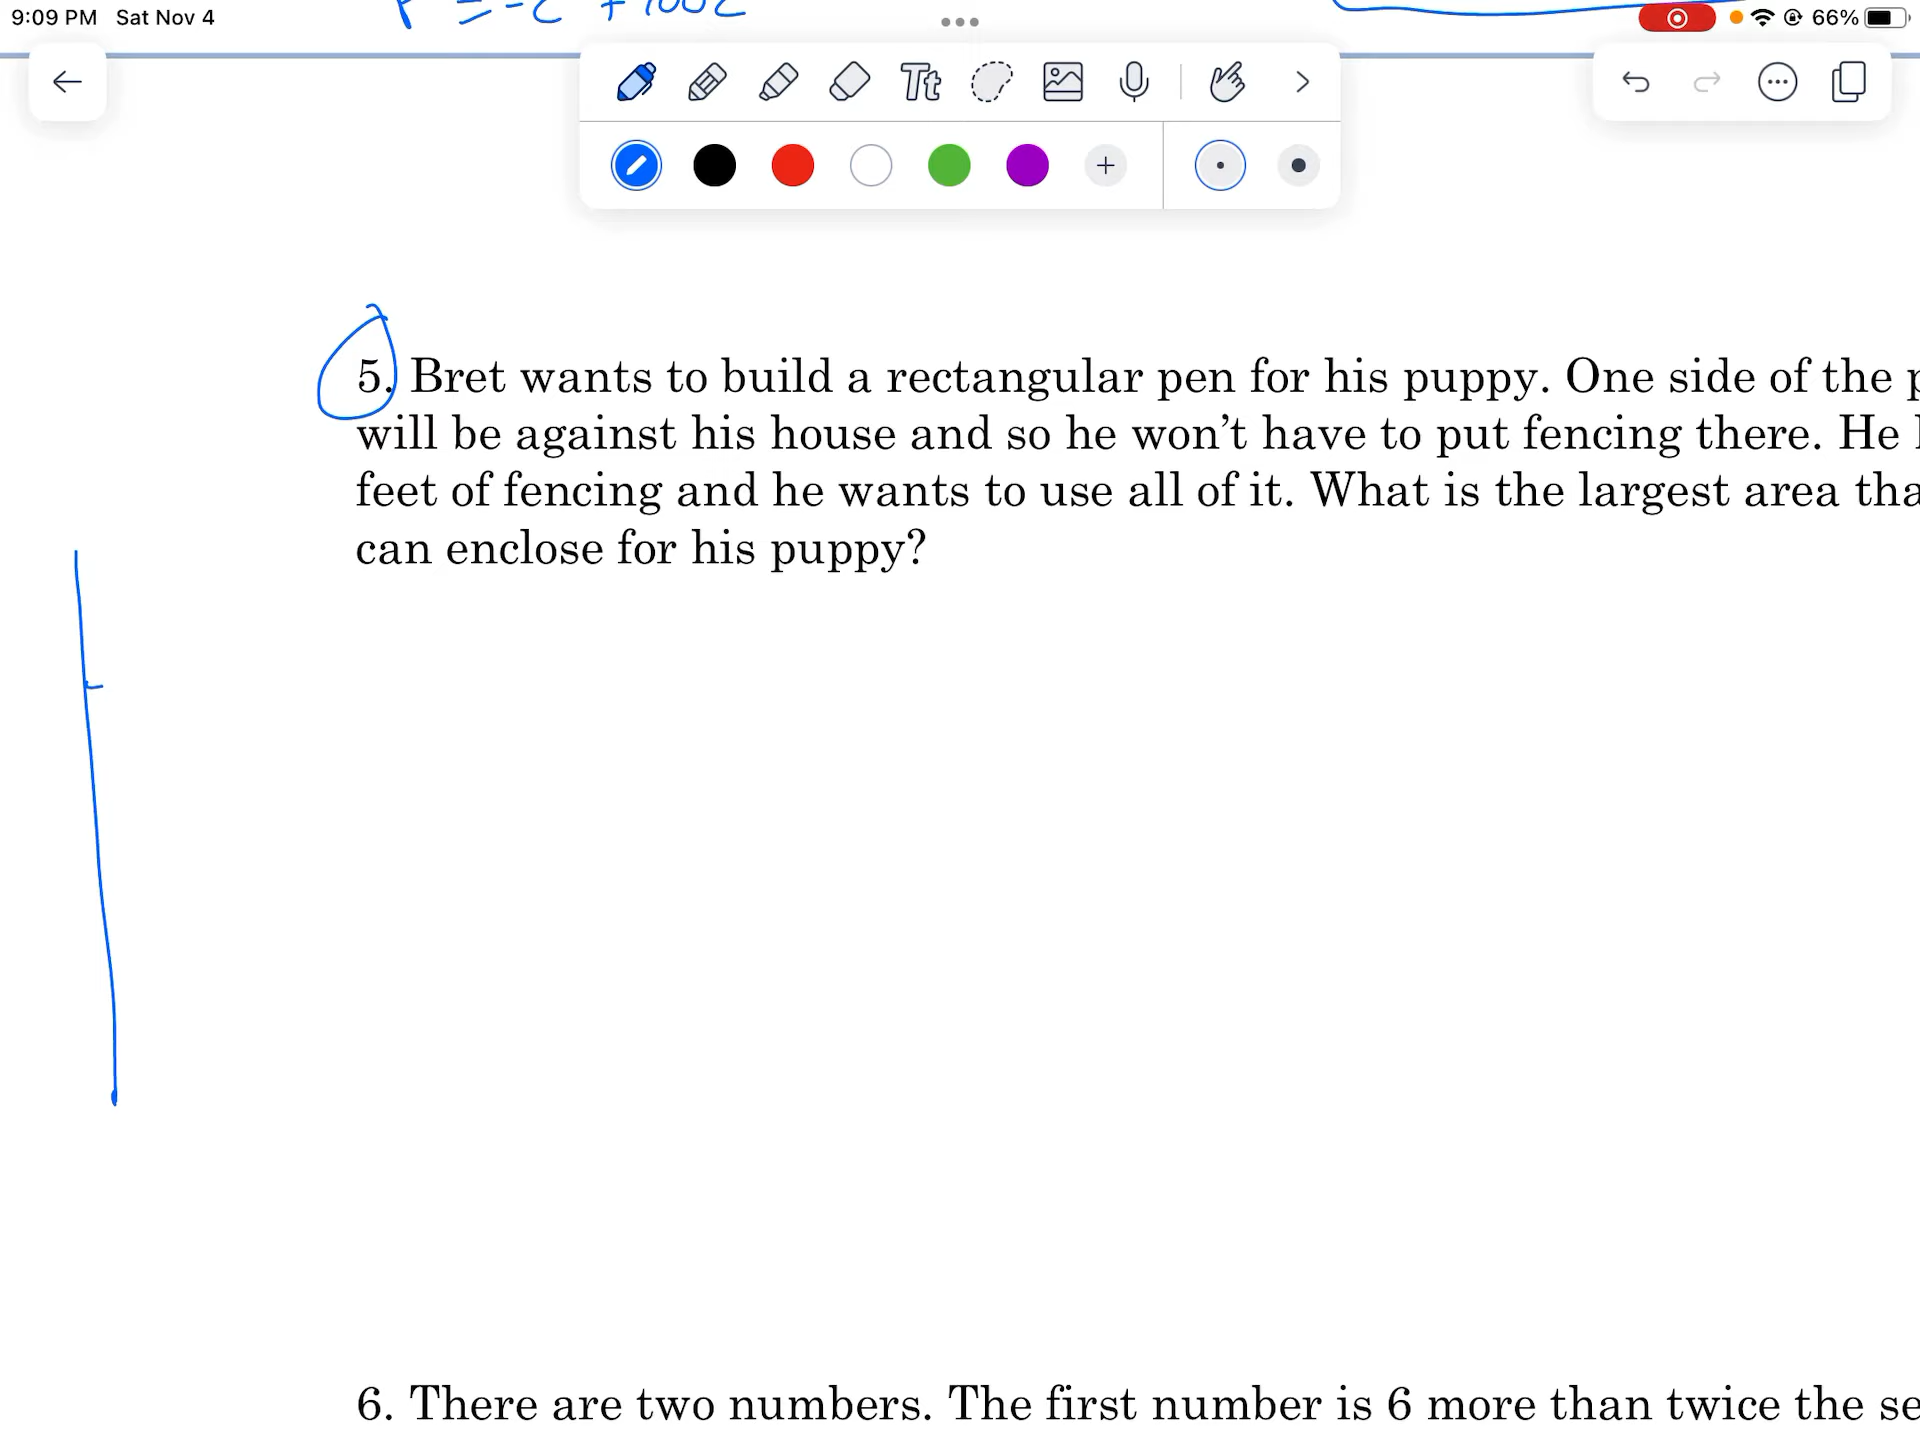 9:09 PM Sat Nov 4
66%
Tt
5. Bret wants to build a rectangular pen for his puppy. One side of the
will be against his house and so he won't have to put fencing there. He
feet of fencing and he wants to use all of it. What is the largest area tha
can enclose for his puppy?
6. There are two numbers. The first number is 6 more than twice the se